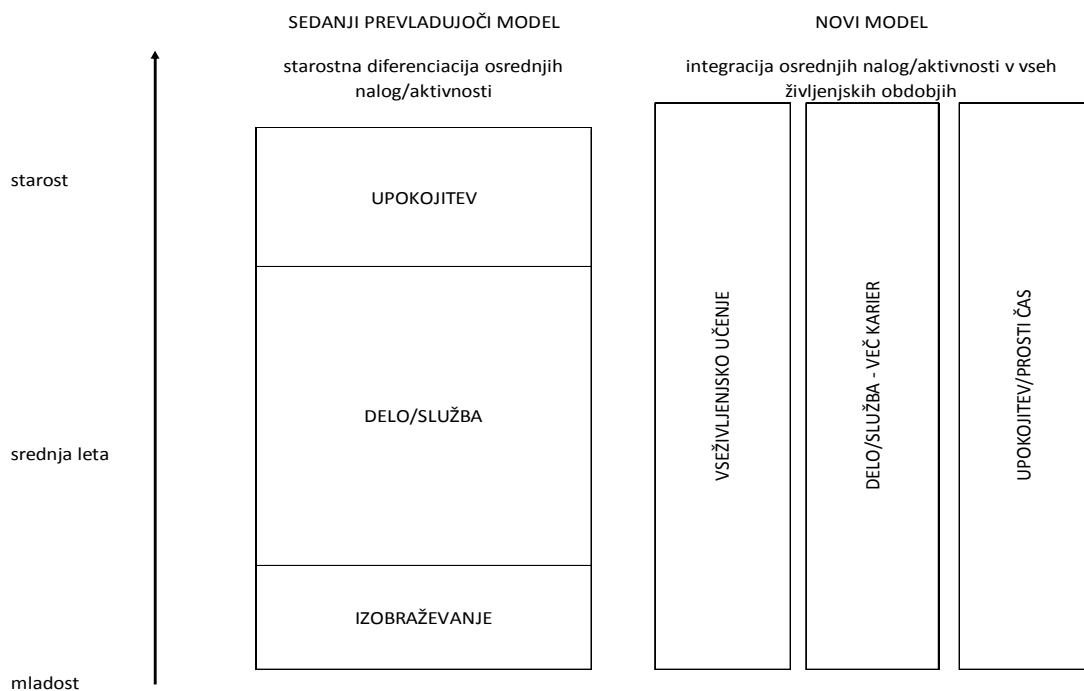 SEDANJI PREVLADUJOČI MODEL
starostna diferenciacija osrednjih
nalog/aktivnosti
NOVI MODEL
integracija osrednjih nalog/aktivnosti v vseh
življenjskih obdobjih
starost
srednja leta
mladost
UPOKOJITEV
DELO/SLUŽBA
IZOBRAŽEVANJE
VSEŽIVLJENJSKO UČENJE
DELO/SLUŽBA - VEČ KARIER
UPOKOJITEV/PROSTI ČAS